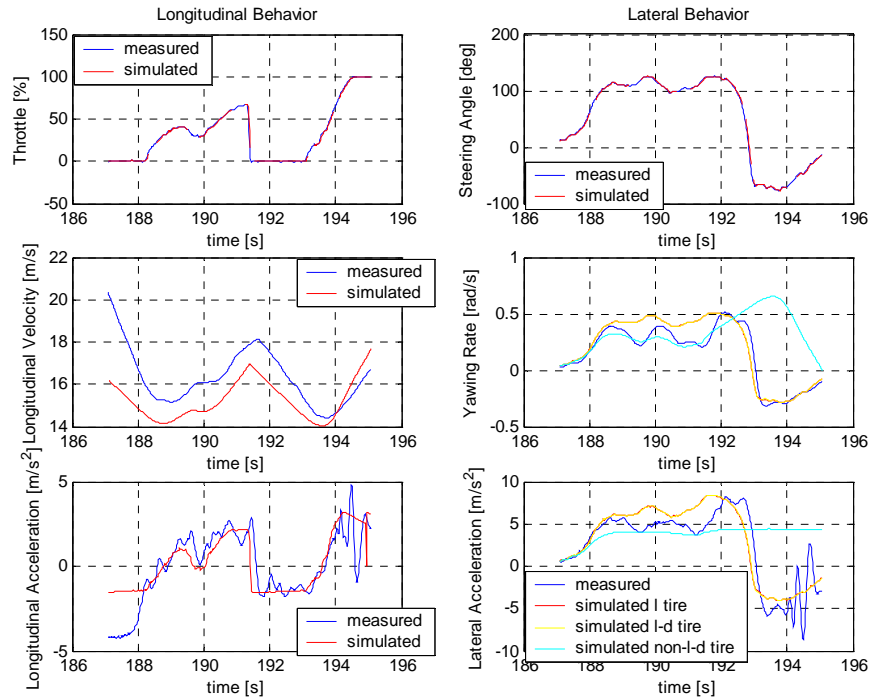 Longitudinal Behavior
Lateral Behavior
Throttle [%]
150
100
50
0
-50
measured
simulated
186 188 190 192 194 196
time [s]
Steering Angle [deg]
200
100
0
-100
measured
simulated
186 188 190 192 194 196
time [s]
Longitudinal Velocity [m/s]
22
20
18
16
14
measured
simulated
186 188 190 192 194 196
time [s]
Yawing Rate [rad/s]
1
0.5
0
-0.5
measured
simulated
186 188 190 192 194 196
time [s]
Longitudinal Acceleration [m/s²]
5
0
-5
measured
simulated
186 188 190 192 194 196
time [s]
Lateral Acceleration [m/s²]
10
5
0
-5
-10
measured
simulated l tire
simulated l-d tire
simulated non-l-d tire
186 188 190 192 194 196
time [s]